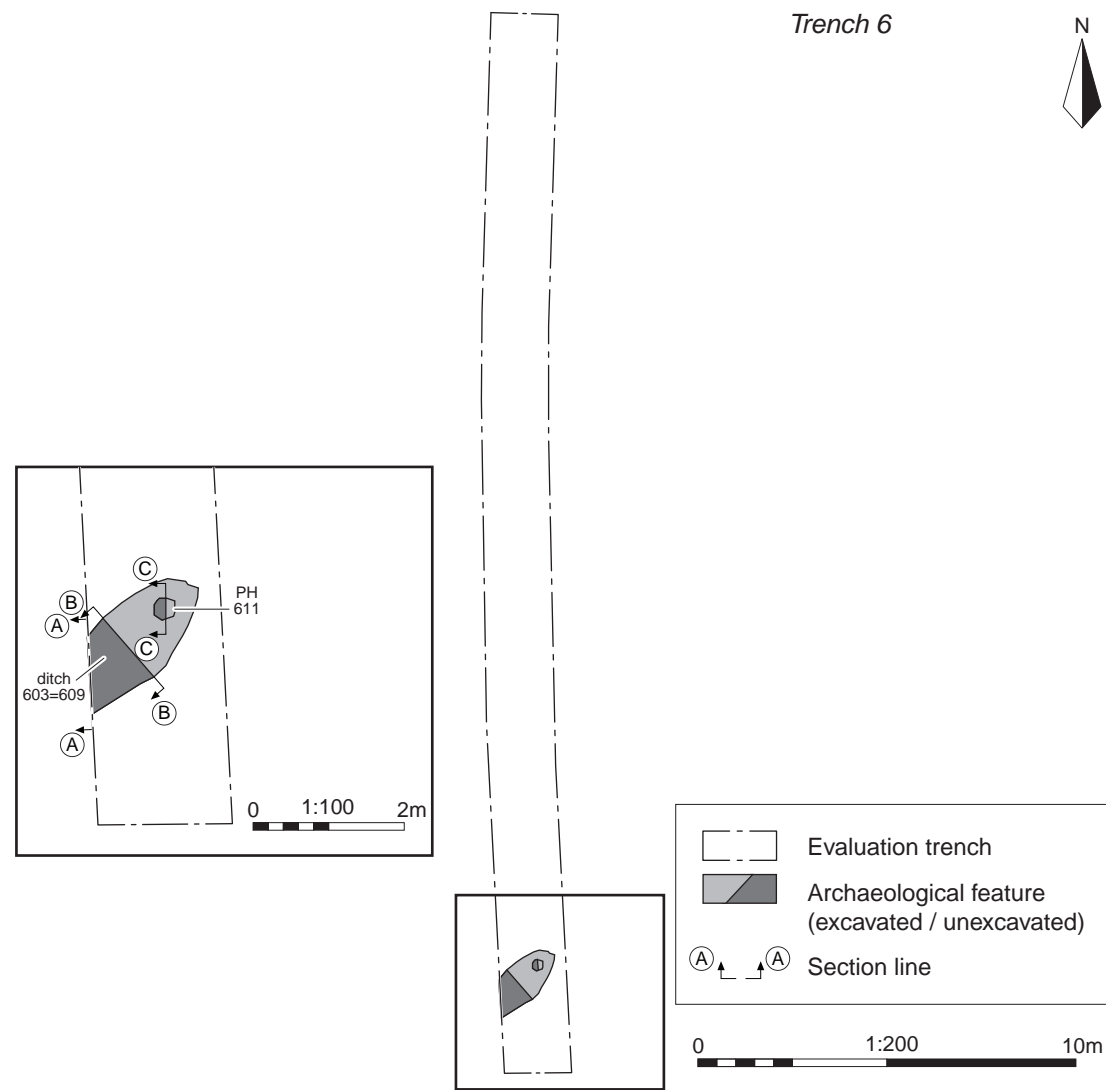 Trench 6
N
C
B
A
PH
611
C
ditch
603=609
B
A
0 1:100 2m
Evaluation trench
Archaeological feature
(excavated / unexcavated)
A A Section line
0 1:200 10m